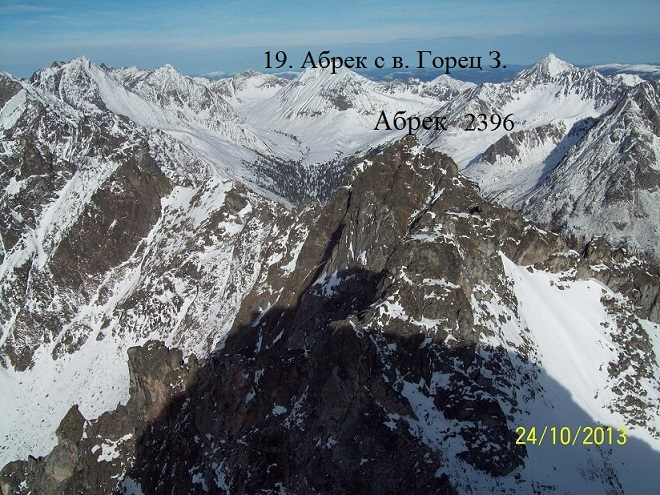 19. Абрек с в. Горец З.
Абрек 2396
24/10/2013